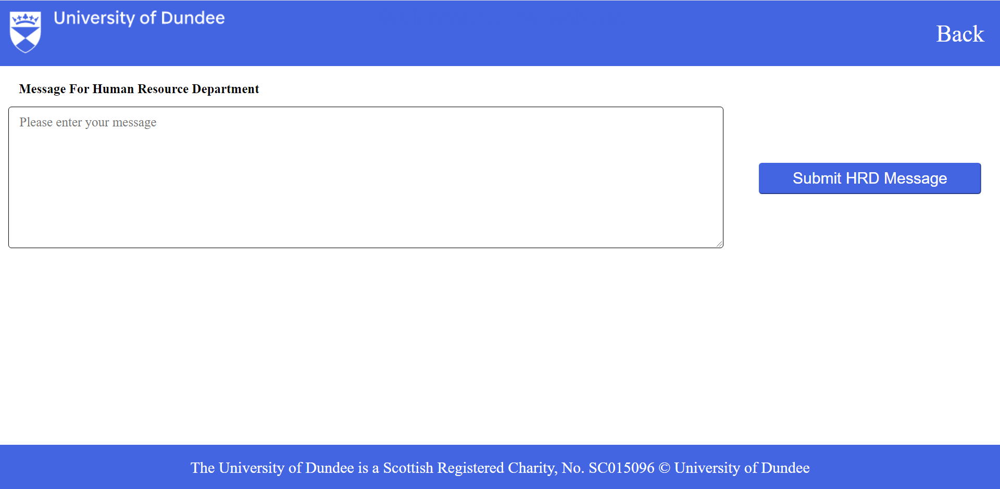 University of Dundee
Back
Message For Human Resource Department
Please enter your message
Submit HRD Message
The University of Dundee is a Scottish Registered Charity, No. SC015096 © University of Dundee